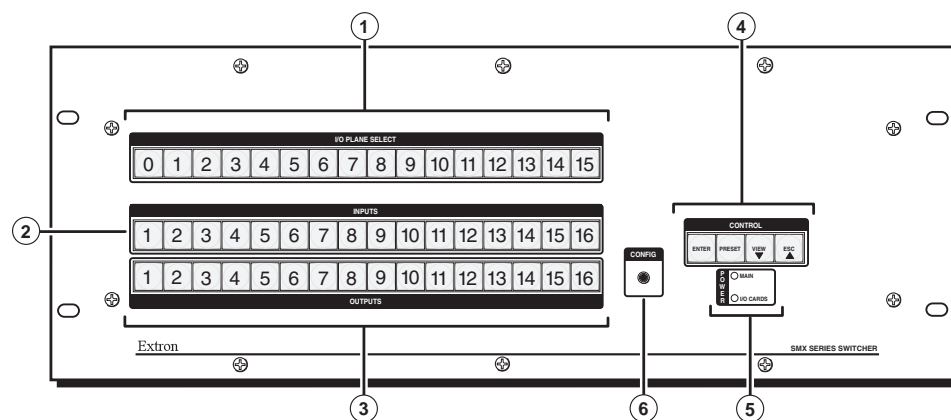 1
4
I/O PLANE SELECT
0 1 2 3 4 5 6 7 8 9 10 11 12 13 14 15
2
INPUTS
1 2 3 4 5 6 7 8 9 10 11 12 13 14 15 16
1 2 3 4 5 6 7 8 9 10 11 12 13 14 15 16
OUTPUTS
CONFIG
CONTROL
ENTER PRESET VIEW ESC
POWER
MAIN
I/O CARDS
Extron
SMX SERIES SWITCHER
3
6
5